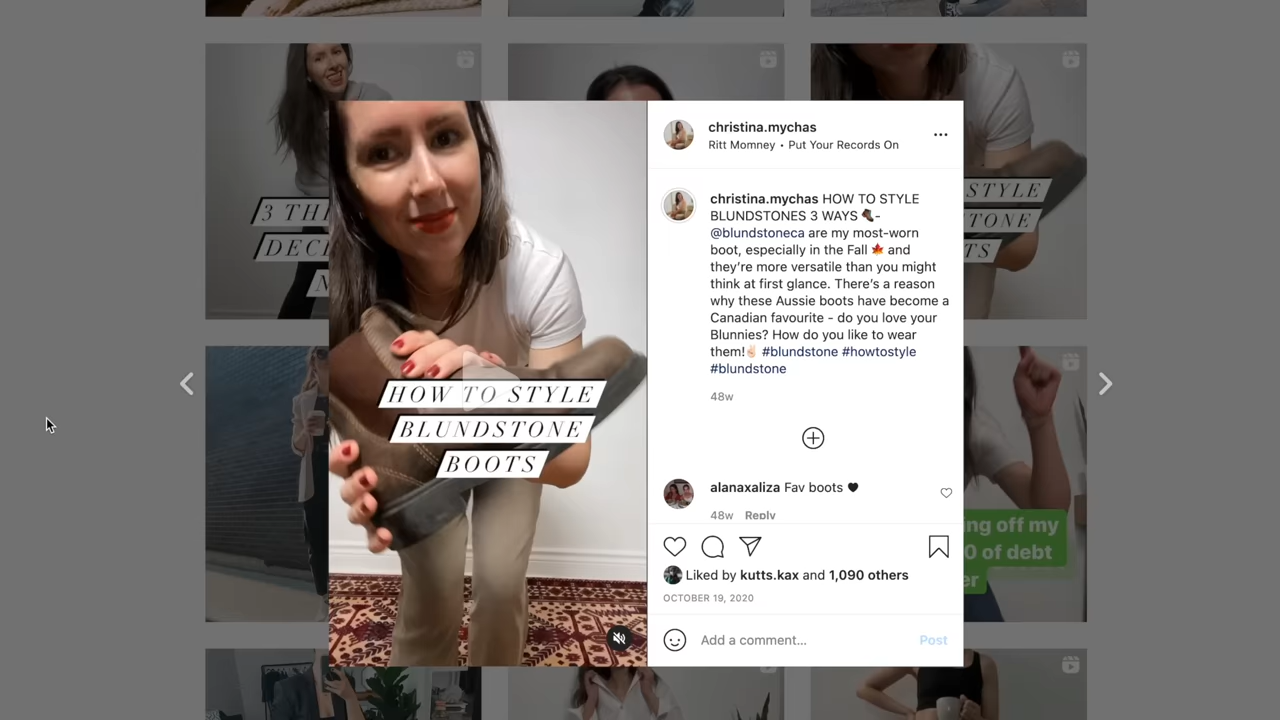 christina.mychas
Ritt Momney • Put Your Records On
christina.mychas HOW TO STYLE
BLUNDSTONES 3 WAYS 🥾-
@blundstoneca are my most-worn
boot, especially in the Fall 🍁 and
they're more versatile than you might
think at first glance. There's a reason
why these Aussie boots have become a
Canadian favourite - do you love your
Blunnies? How do you like to wear
them!✌🏻 #blundstone #howtostyle
#blundstone
48w
alanaxaliza Fav boots 🖤
48w Reply
Liked by kutts.kax and 1,090 others
OCTOBER 19, 2020
Add a comment... Post
HOW TO STYLE
BLUNDSTONE
BOOTS
3 THI
DEC
STYLE
STONE
TS
ng off my
0 of debt
er